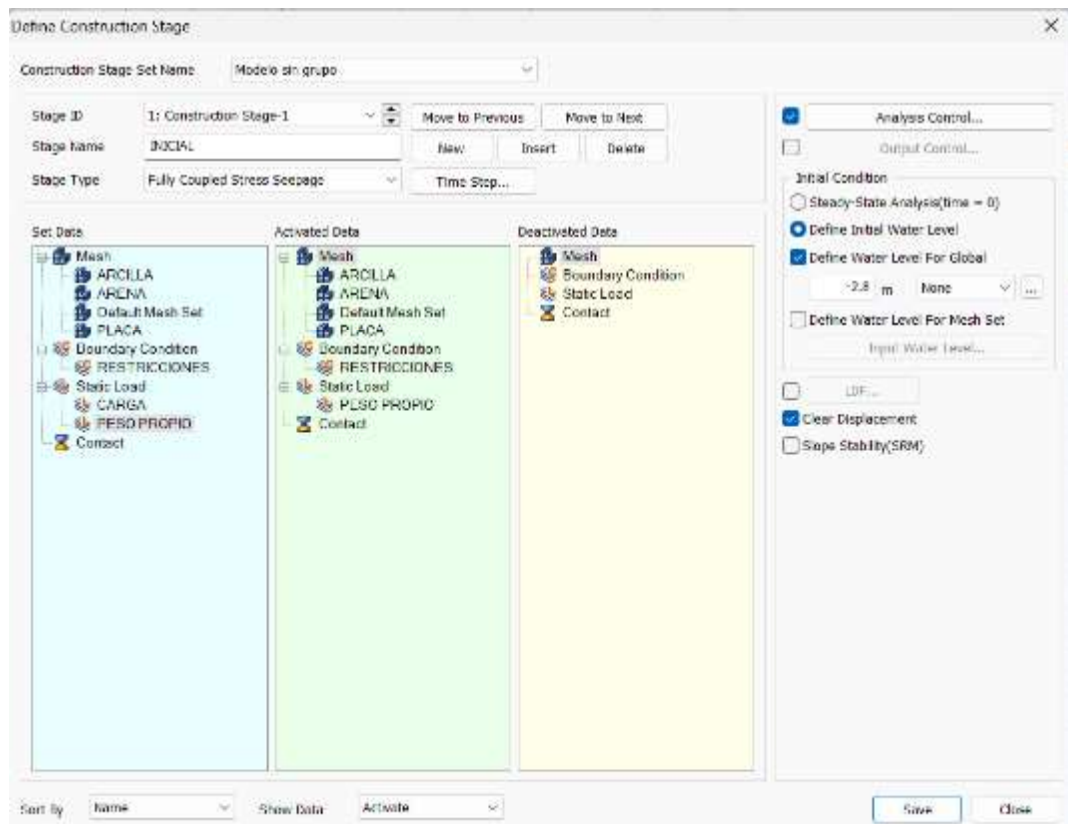 Define Construction Stage
Construction Stage Set Name Modelo sin grupo
Stage ID 1: Construction Stage-1 Move to Previous Move to Next
Stage Name INICIAL New Insert Delete
Stage Type Fully Coupled Stress Seepage Time Step...
Set Data
Mesh
ARCILLA
ARENA
Default Mesh Set
PLACA
Boundary Condition
RESTRICCIONES
Static Load
CARGA
PESO PROPIO
Contact
Activated Data
Mesh
ARCILLA
ARENA
Default Mesh Set
PLACA
Boundary Condition
RESTRICCIONES
Static Load
PESO PROPIO
Contact
Deactivated Data
Mesh
Boundary Condition
Static Load
Contact
Analysis Control...
Output Control...
Initial Condition
Steady-State Analysis(time = 0)
Define Initial Water Level
Define Water Level For Global
-2.8 m None ...
Define Water Level For Mesh Set
Input Water Level...
LDF...
Clear Displacement
Slope Stability(SRM)
Sort By Name Show Data Activate
Save Close